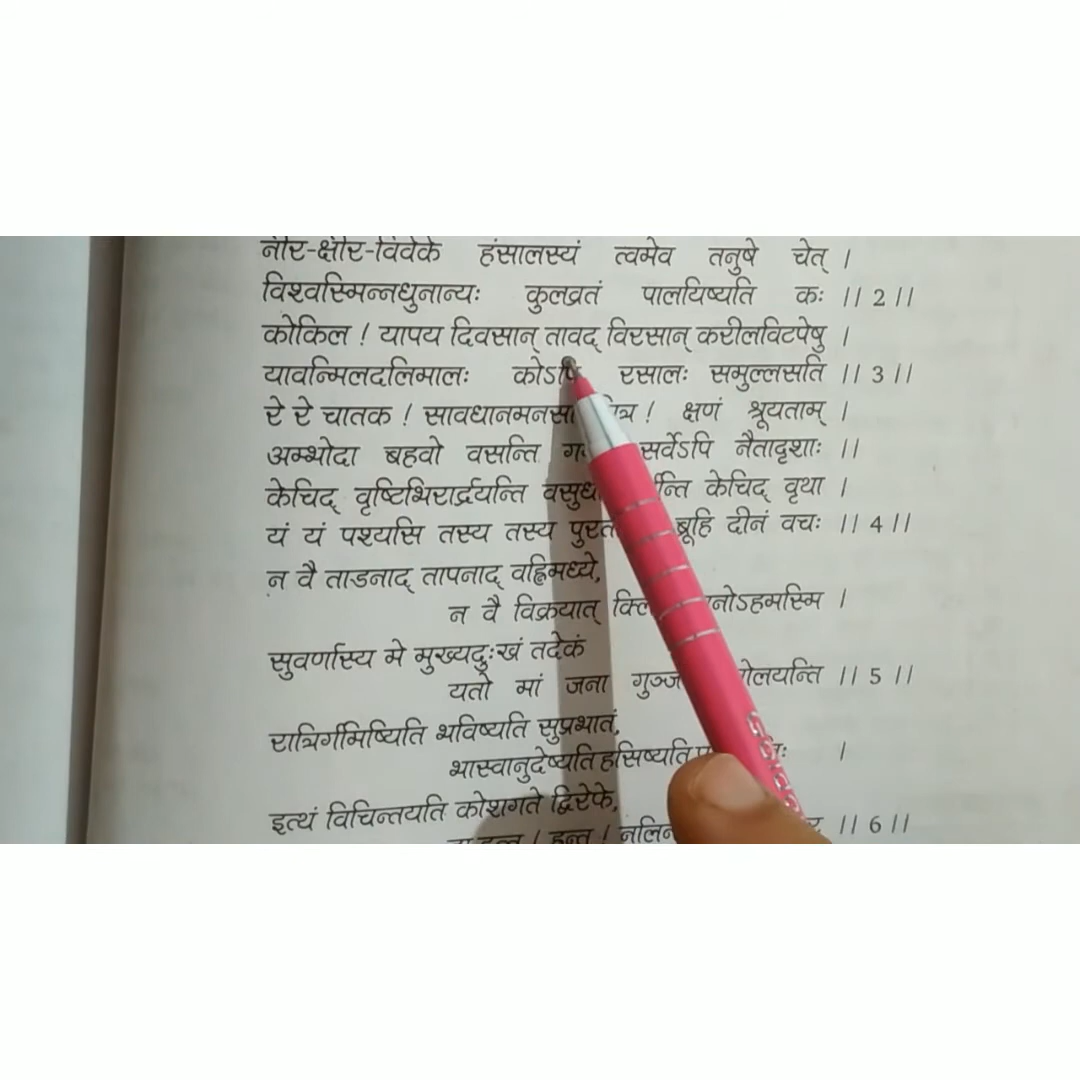 नीर-क्षीर-विवेके हंसालस्यं त्वमेव तनुषे चेत् ।
विश्वस्मिन्नधुनान्यः कुलव्रतं पालयिष्यति कः ।। 2 ।।
कोकिल ! यापय दिवसान् तावद् विरसान् करीलविटपेषु ।
यावन्मिलदलिमालः कोऽपि रसालः समुल्लसति ।। 3 ।।
रे रे चातक ! सावधानमनसा मित्र ! क्षणं श्रूयताम् ।
अम्भोदा बहवो वसन्ति सर्वेऽपि नैतादृशाः ।।
केचिद् वृष्टिभिरार्द्रयन्ति केचिद् वृथा ।
यं यं पश्यसि तस्य तस्य ब्रूहि दीनं वचः ।। 4 ।।
न वै ताडनाद् तापनाद् वह्निमध्ये,
न वै विक्रयात् ।
सुवर्णास्य मे मुख्यदुःखं तदेकं
यतो मां जना ।। 5 ।।
रात्रिर्गमिष्यिति भविष्यति सुप्रभातं,
भास्वानुदेष्यति हसिष्यति ।
इत्थं विचिन्तयति कोशगते द्विरेफे,
हन्त ! हन्त ! ।। 6 ।।